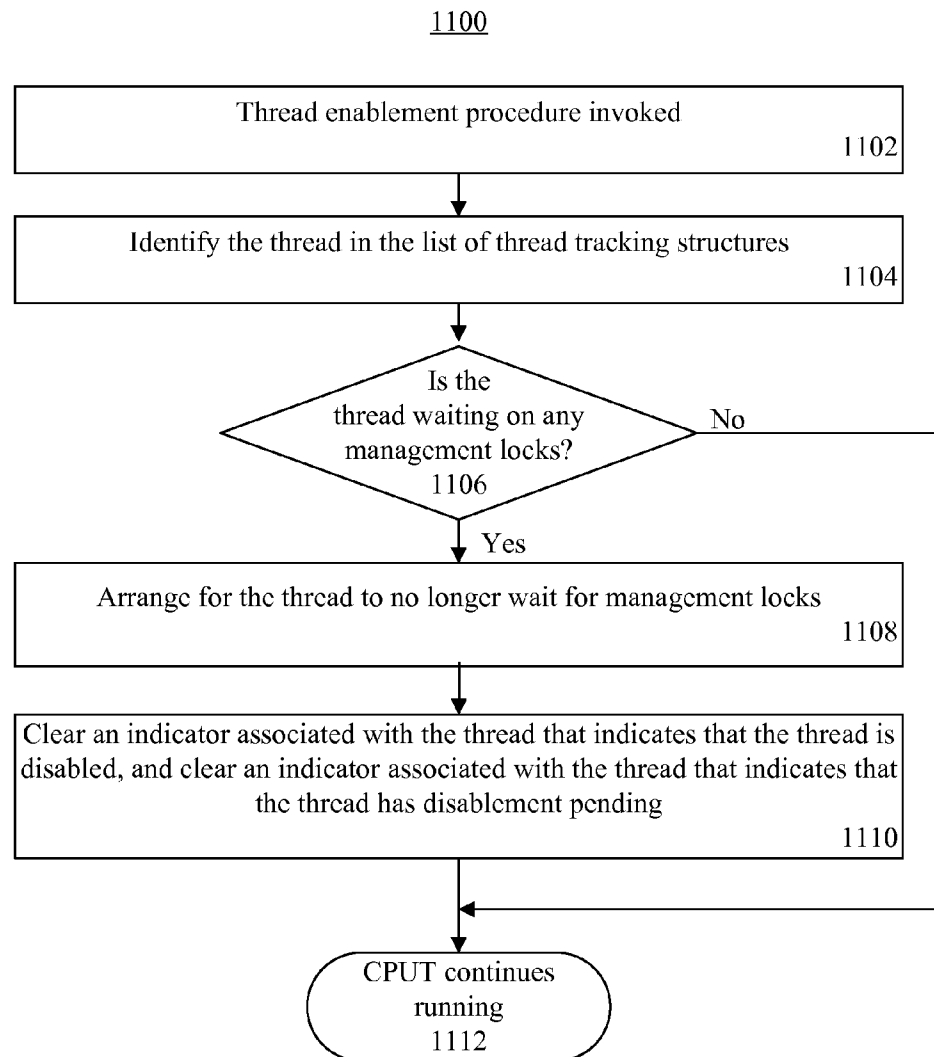 1100
Thread enablement procedure invoked
1102
Identify the thread in the list of thread tracking structures
1104
Is the
thread waiting on any
management locks?
1106
No
Yes
Arrange for the thread to no longer wait for management locks
1108
Clear an indicator associated with the thread that indicates that the thread is
disabled, and clear an indicator associated with the thread that indicates that
the thread has disablement pending
1110
CPUT continues
running
1112